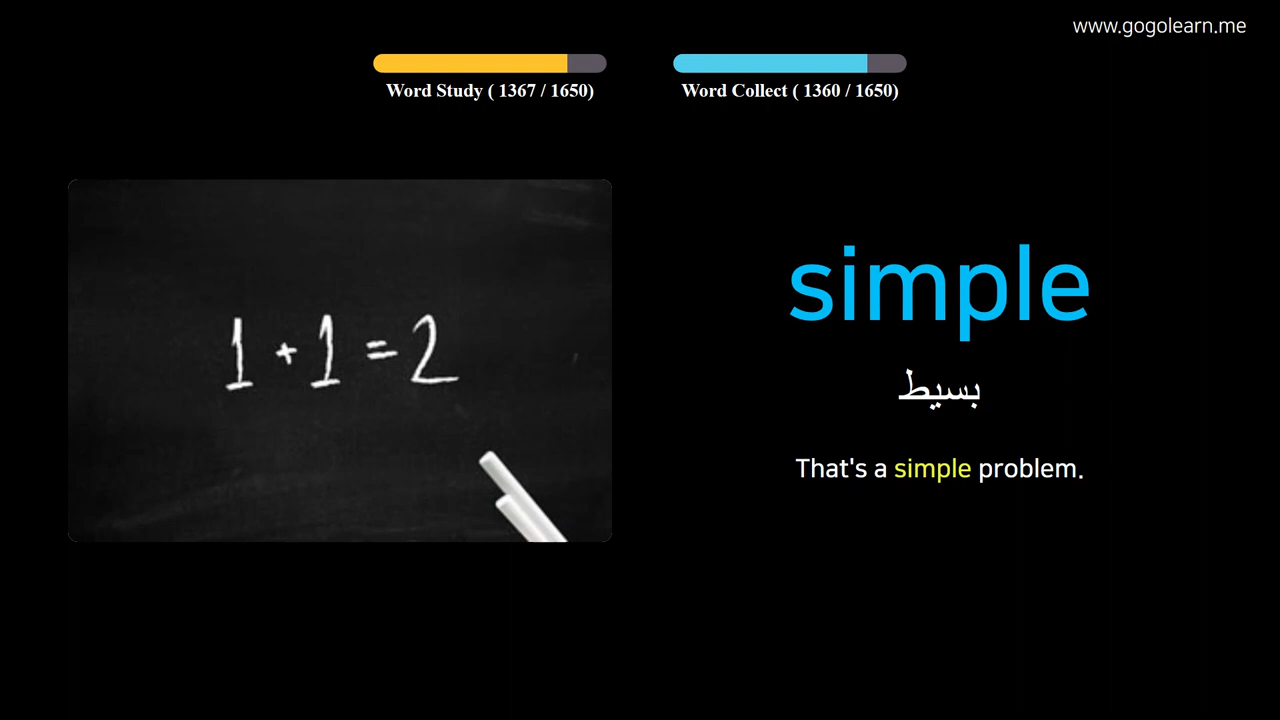 www.gogolearn.me
Word Study ( 1367 / 1650)
Word Collect ( 1360 / 1650)
1 + 1 = 2
simple
بسيط
That's a simple problem.